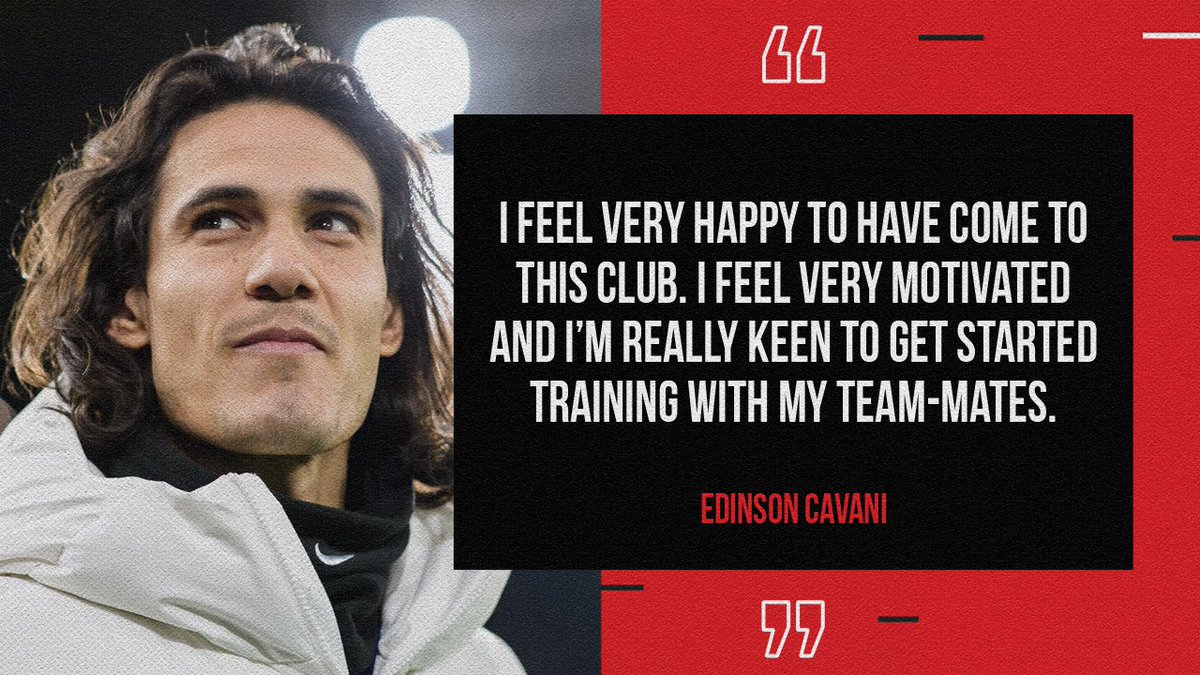 “
I FEEL VERY HAPPY TO HAVE COME TO
THIS CLUB. I FEEL VERY MOTIVATED
AND I’M REALLY KEEN TO GET STARTED
TRAINING WITH MY TEAM-MATES.
EDINSON CAVANI
”